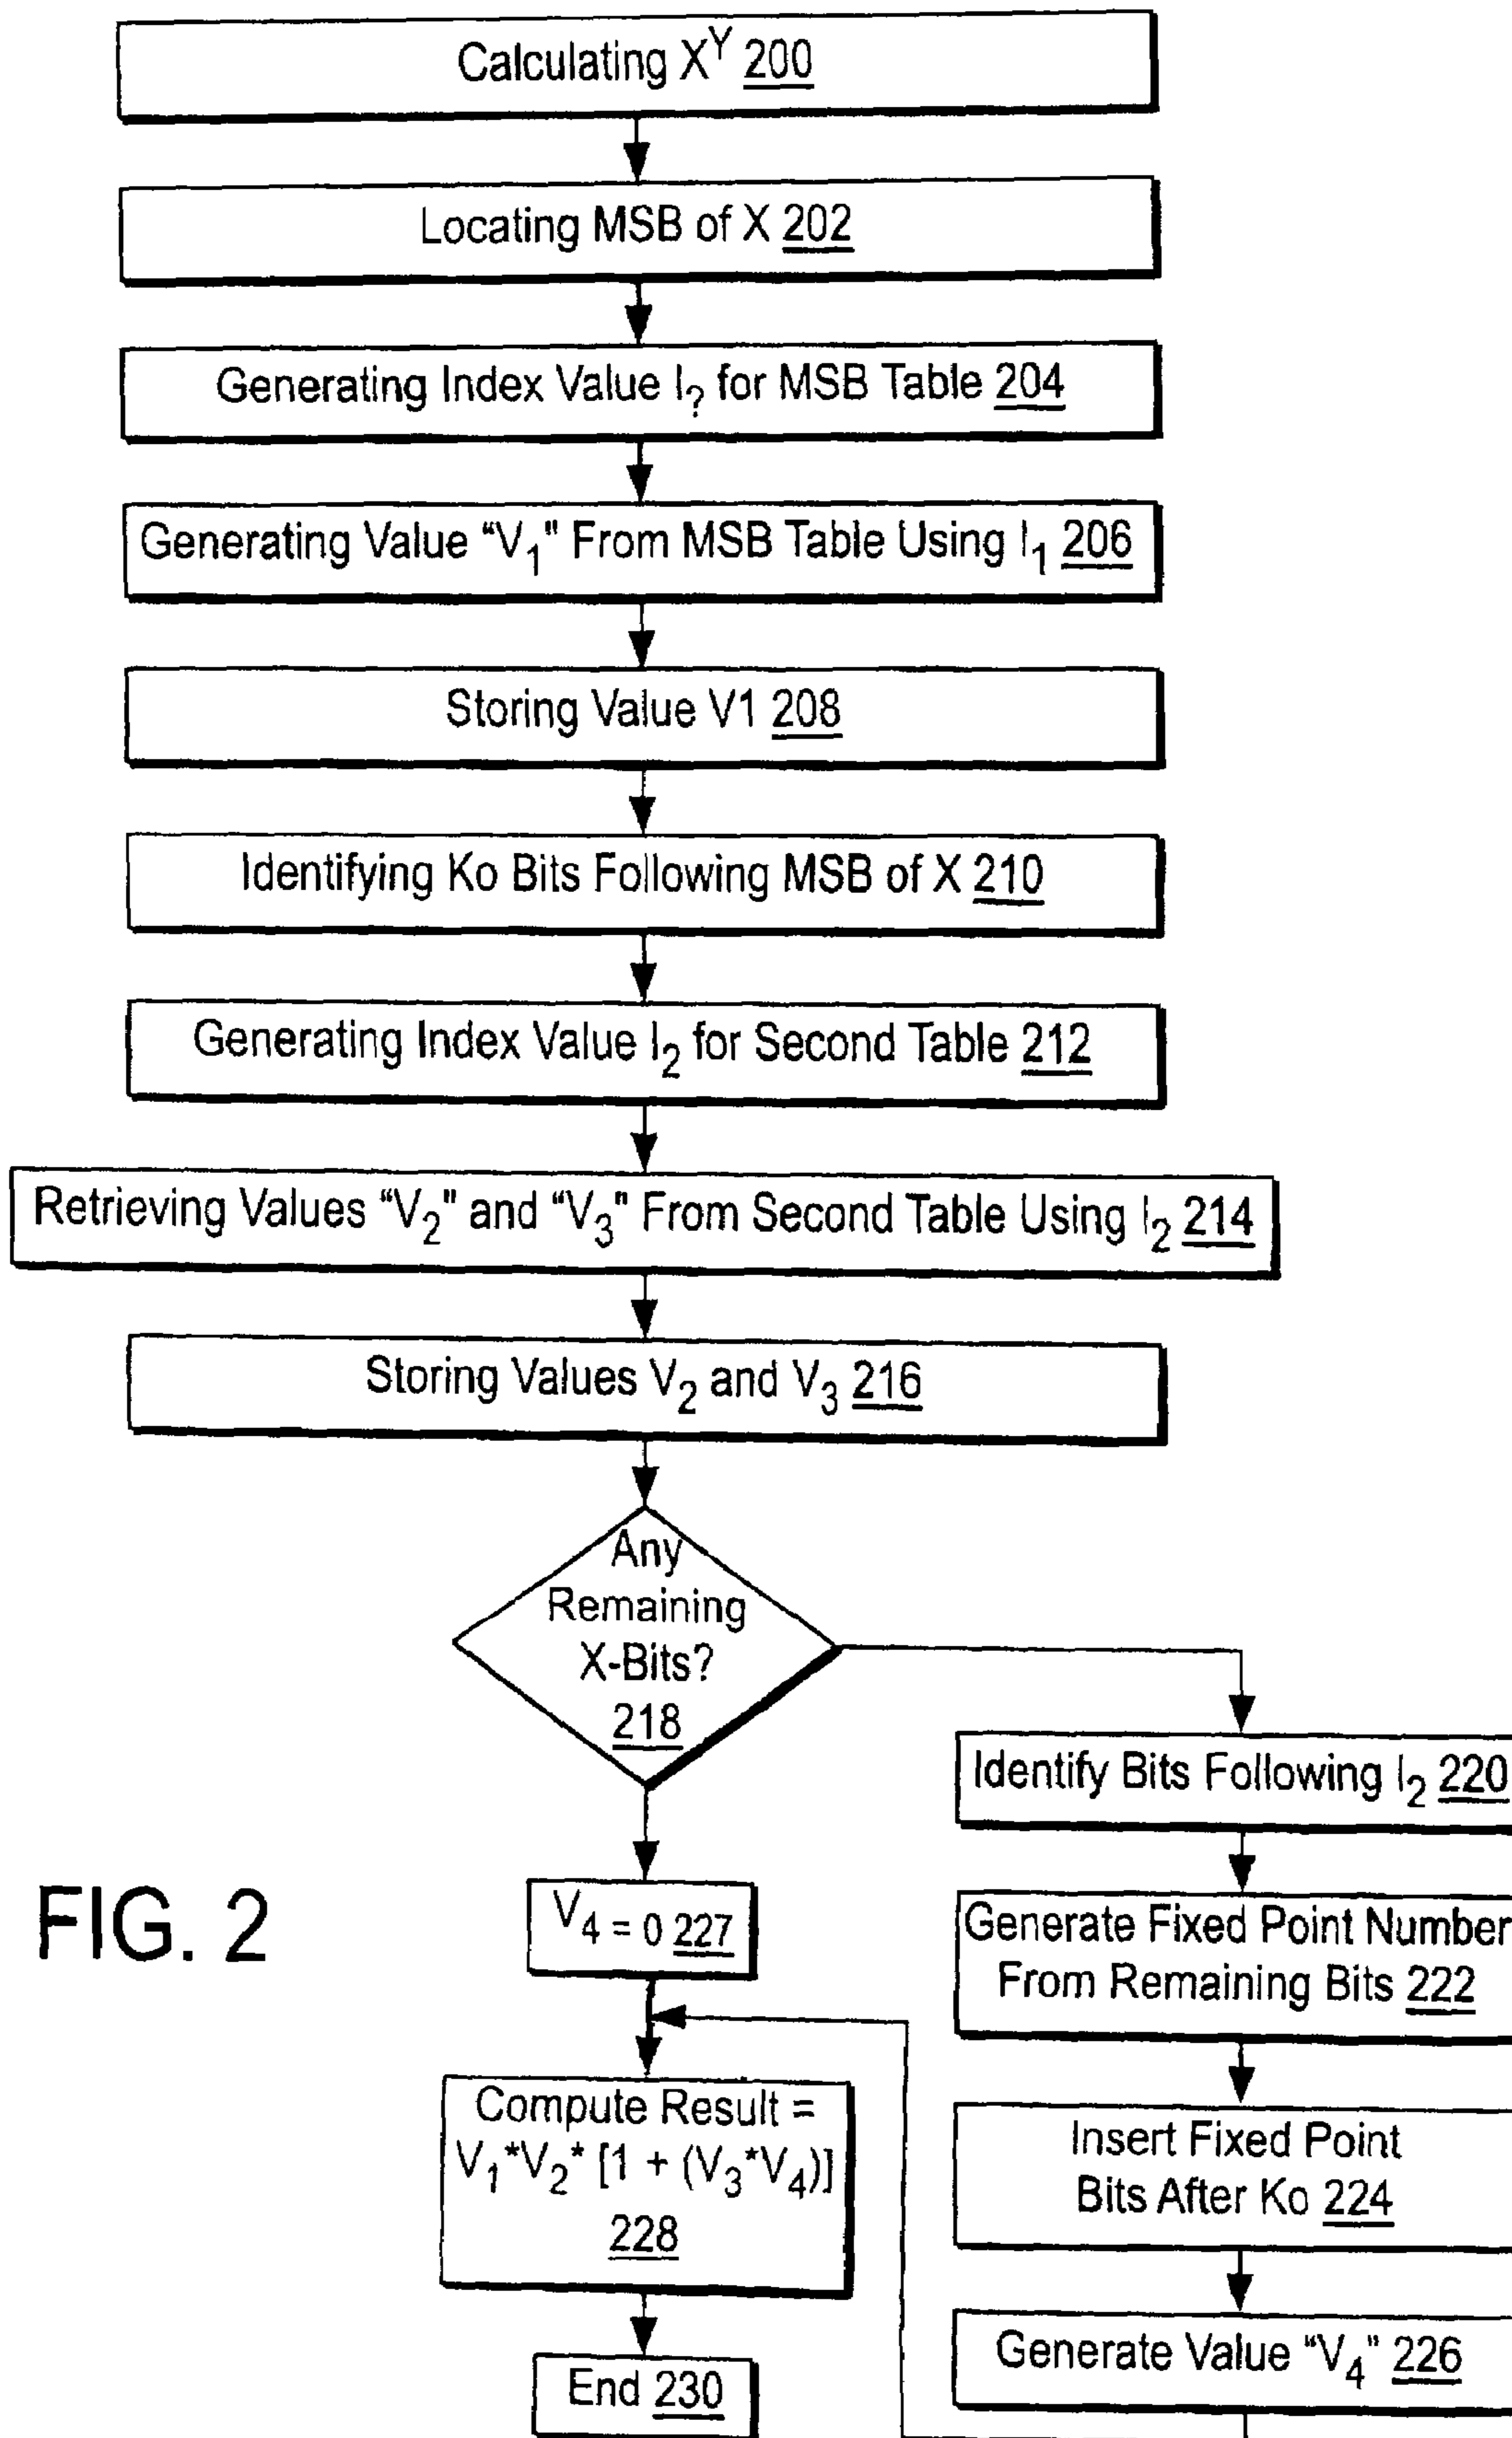 Calculating X^Y 200
Locating MSB of X 202
Generating Index Value I? for MSB Table 204
Generating Value “V1” From MSB Table Using I1 206
Storing Value V1 208
Identifying Ko Bits Following MSB of X 210
Generating Index Value I2 for Second Table 212
Retrieving Values “V2” and “V3” From Second Table Using I2 214
Storing Values V2 and V3 216
Any
Remaining
X-Bits?
218
Identify Bits Following I2 220
Generate Fixed Point Number
From Remaining Bits 222
Insert Fixed Point
Bits After Ko 224
Generate Value “V4” 226
V4 = 0 227
Compute Result =
V1*V2* [1 + (V3*V4)]
228
End 230
FIG. 2